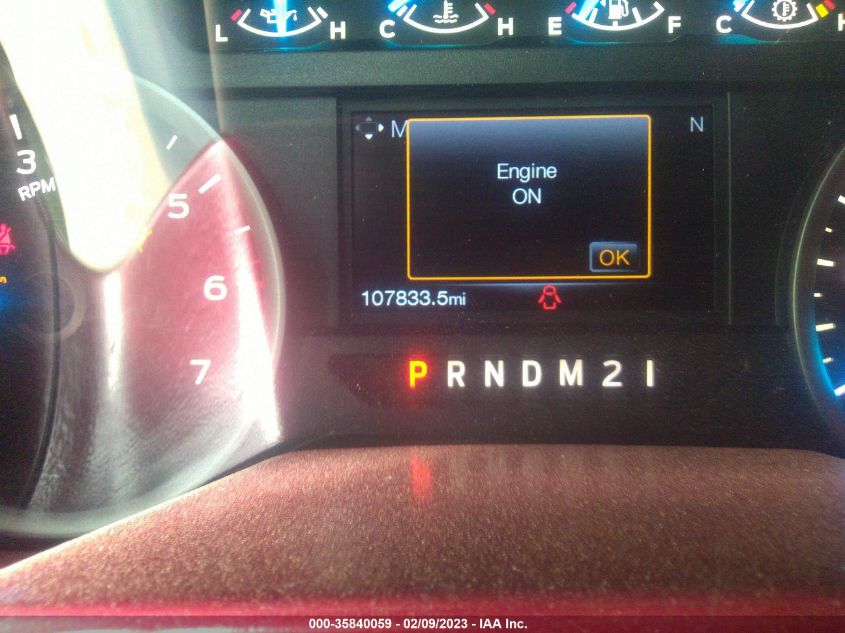 L H C H E F C H
3
RPM
5
6
7
M
N
Engine
ON
OK
107833.5mi
P R N D M 2 1
000-35840059 - 02/09/2023 - IAA Inc.